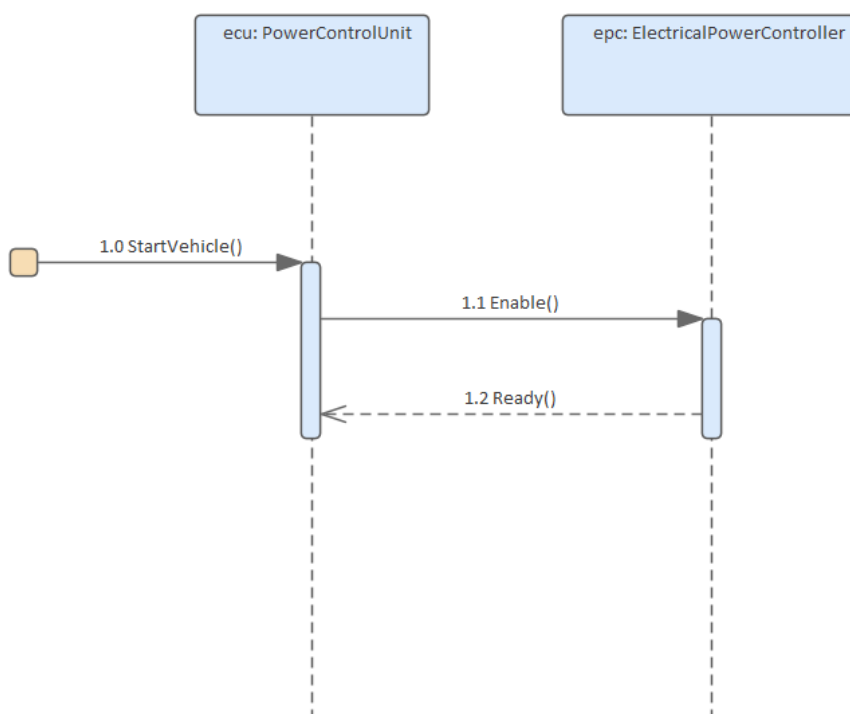 ecu: PowerControlUnit
epc: ElectricalPowerController
1.0 StartVehicle()
1.1 Enable()
1.2 Ready()